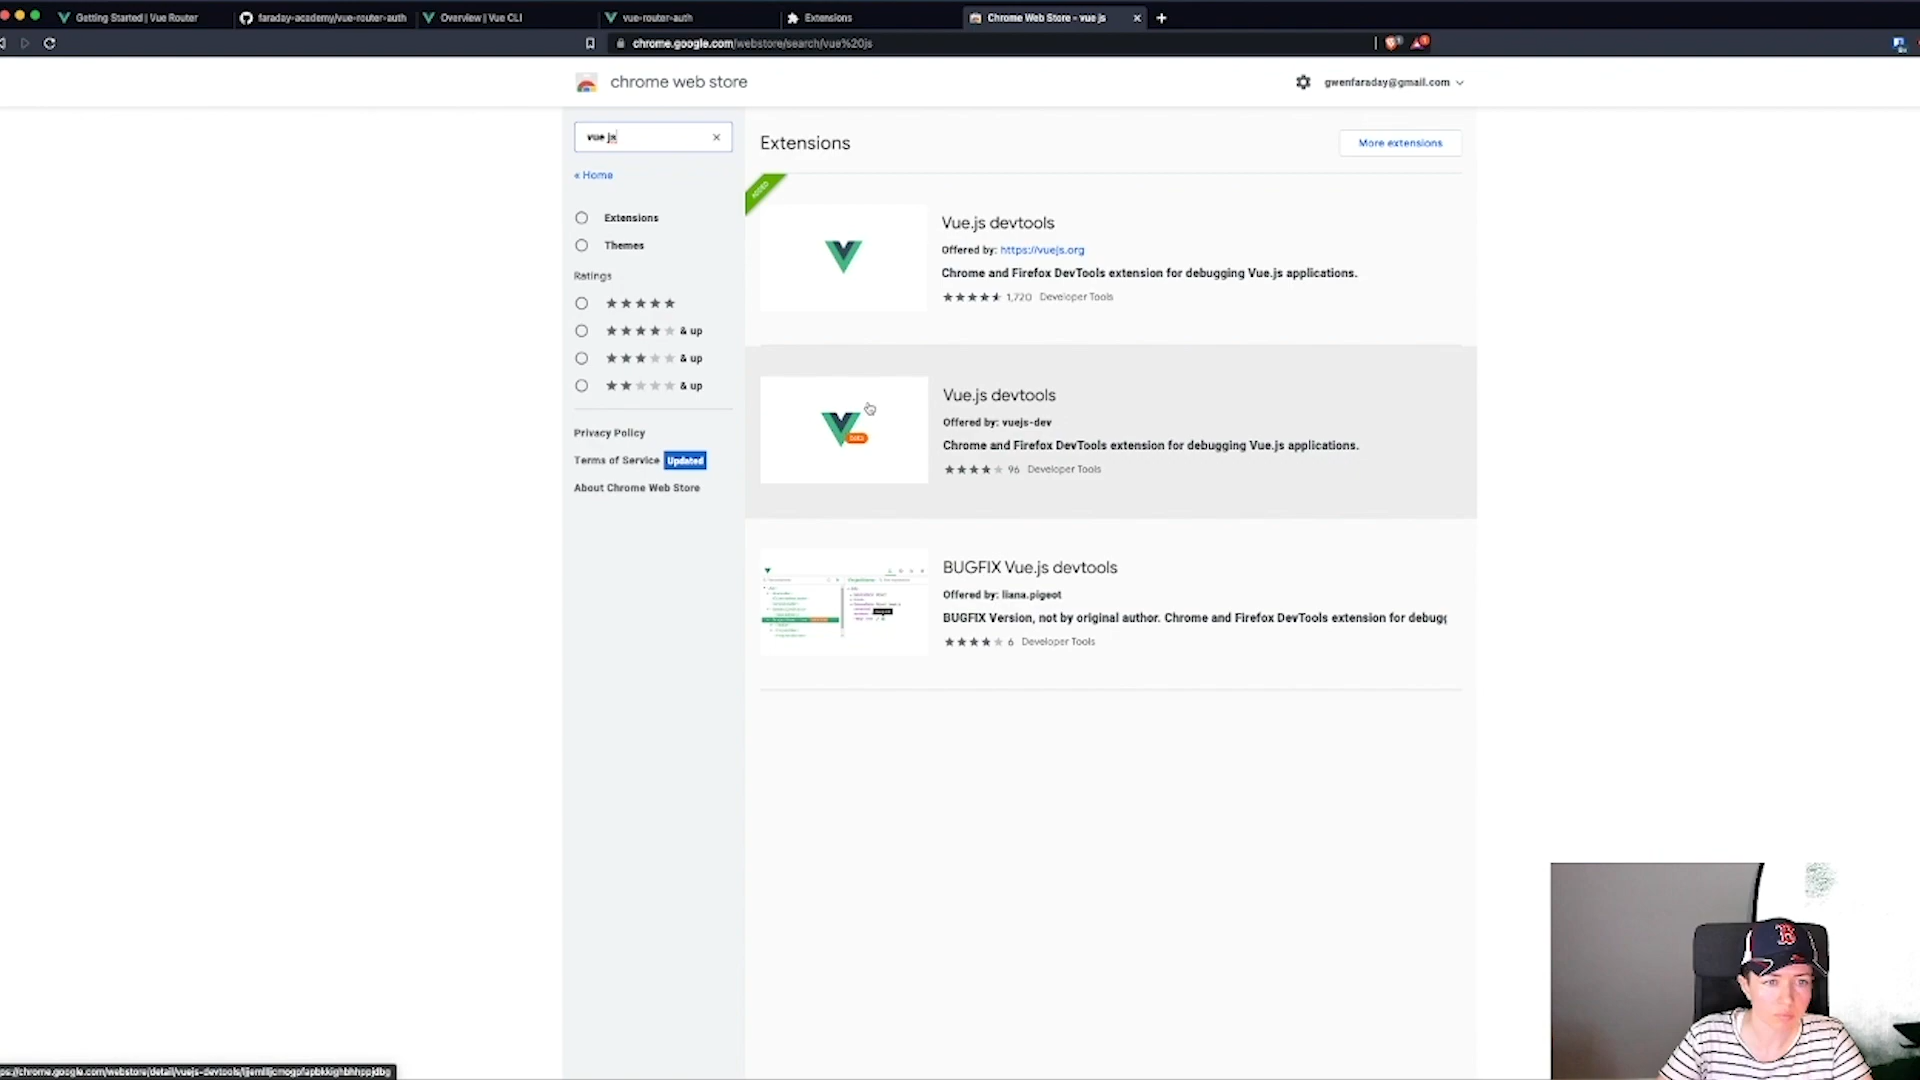 Getting Started | Vue Router
faraday-academy/vue-router-auth
Overview | Vue CLI
vue-router-auth
Extensions
Chrome Web Store - vue js
chrome.google.com/webstore/search/vue%20js
chrome web store
gwenfaraday@gmail.com
vue js
« Home
Extensions
Themes
Ratings
& up
& up
& up
Privacy Policy
Terms of Service Updated
About Chrome Web Store
Extensions
More extensions
ADDED
Vue.js devtools
Offered by: https://vuejs.org
Chrome and Firefox DevTools extension for debugging Vue.js applications.
1,720 Developer Tools
Vue.js devtools
Offered by: vuejs-dev
Chrome and Firefox DevTools extension for debugging Vue.js applications.
96 Developer Tools
BUGFIX Vue.js devtools
Offered by: liana.pigeot
BUGFIX Version, not by original author. Chrome and Firefox DevTools extension for debugg
6 Developer Tools
B